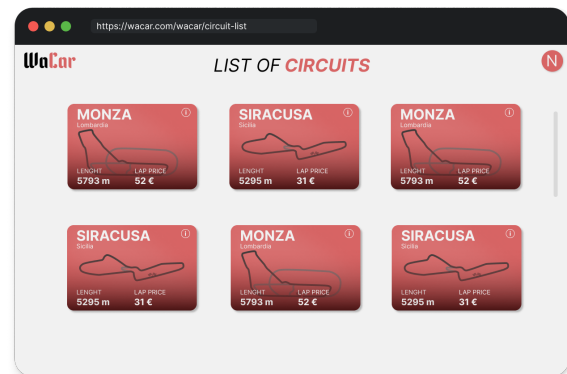 https://wacar.com/wacar/circuit-list
WaCar
LIST OF CIRCUITS
N
MONZA
Lombardia
LENGHT LAP PRICE
5793 m 52 €
SIRACUSA
Sicilia
LENGHT LAP PRICE
5295 m 31 €
MONZA
Lombardia
LENGHT LAP PRICE
5793 m 52 €
SIRACUSA
Sicilia
LENGHT LAP PRICE
5295 m 31 €
MONZA
Lombardia
LENGHT LAP PRICE
5793 m 52 €
SIRACUSA
Sicilia
LENGHT LAP PRICE
5295 m 31 €